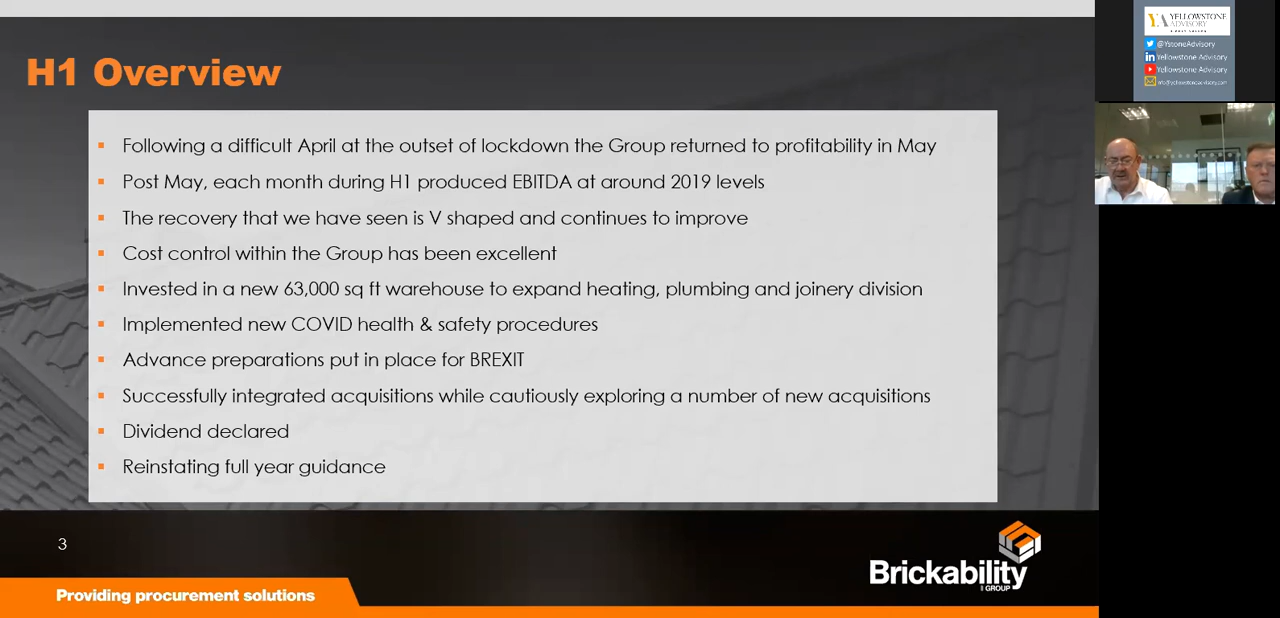 H1 Overview
Following a difficult April at the outset of lockdown the Group returned to profitability in May
Post May, each month during H1 produced EBITDA at around 2019 levels
The recovery that we have seen is V shaped and continues to improve
Cost control within the Group has been excellent
Invested in a new 63,000 sq ft warehouse to expand heating, plumbing and joinery division
Implemented new COVID health & safety procedures
Advance preparations put in place for BREXIT
Successfully integrated acquisitions while cautiously exploring a number of new acquisitions
Dividend declared
Reinstating full year guidance
3
Brickability
GROUP
Providing procurement solutions
YA YELLOWSTONE
ADVISORY
@YstoneAdvisory
Yellowstone Advisory
Yellowstone Advisory
info@yellowstoneadvisory.com